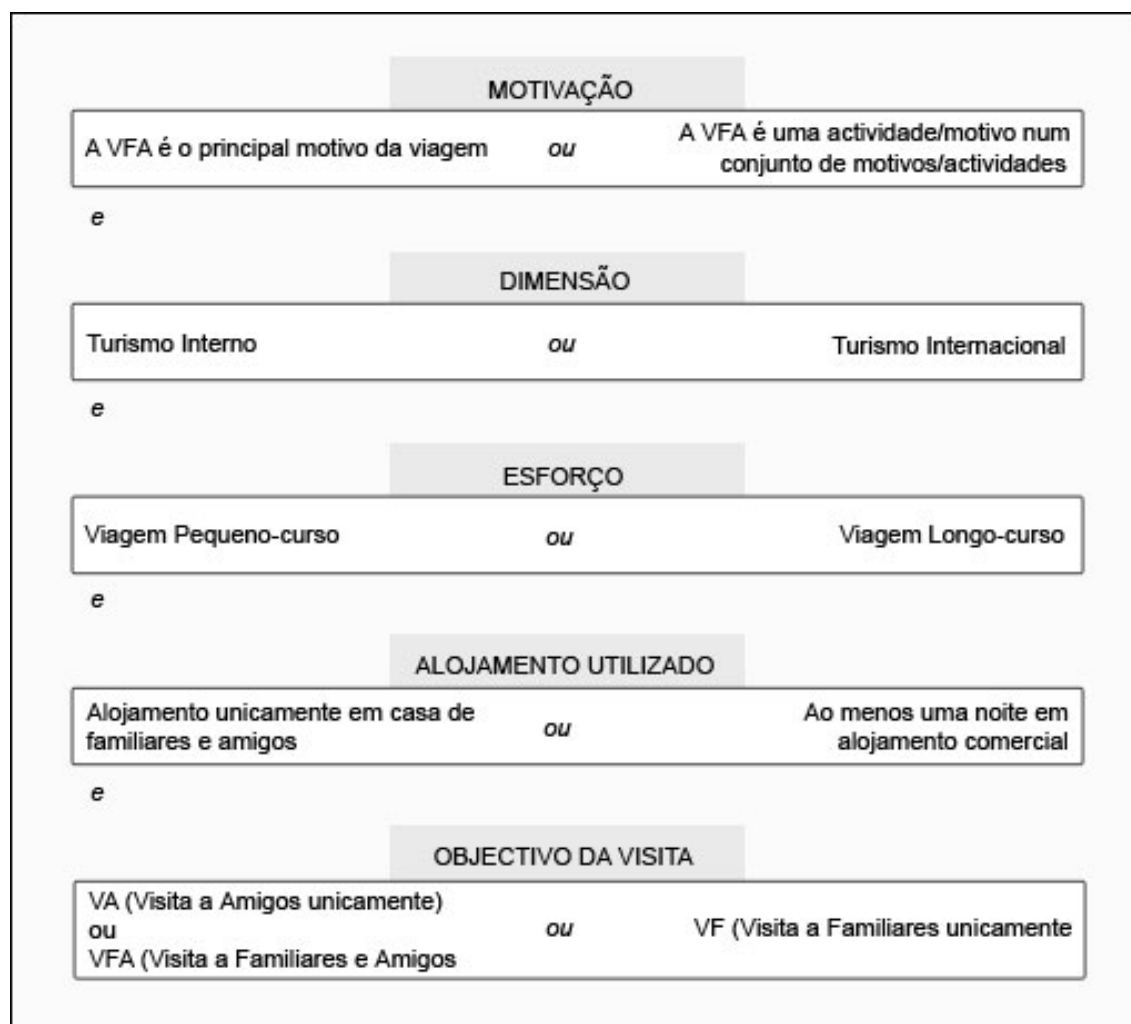 MOTIVAÇÃO
A VFA é o principal motivo da viagem
ou
A VFA é uma actividade/motivo num
conjunto de motivos/actividades
e
DIMENSÃO
Turismo Interno
ou
Turismo Internacional
e
ESFORÇO
Viagem Pequeno-curso
ou
Viagem Longo-curso
e
ALOJAMENTO UTILIZADO
Alojamento unicamente em casa de
familiares e amigos
ou
Ao menos uma noite em
alojamento comercial
e
OBJECTIVO DA VISITA
VA (Visita a Amigos unicamente)
ou
VFA (Visita a Familiares e Amigos
ou
VF (Visita a Familiares unicamente